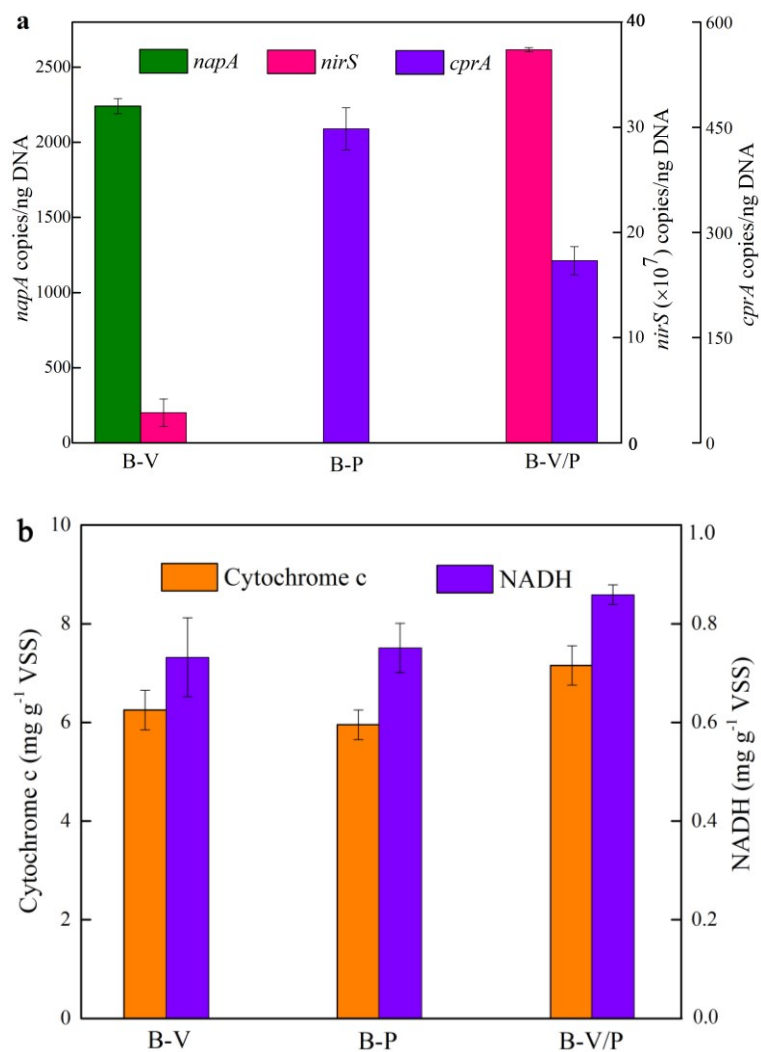 a
napA nirS cprA
napA copies/ng DNA
2500
2000
1500
1000
500
0
40
30
20
10
0
nirS (×10⁷) copies/ng DNA
600
450
300
150
0
cprA copies/ng DNA
B-V B-P B-V/P
b
Cytochrome c NADH
Cytochrome c (mg g⁻¹ VSS)
10
8
6
4
2
0
1.0
0.8
0.6
0.4
0.2
0.0
NADH (mg g⁻¹ VSS)
B-V B-P B-V/P